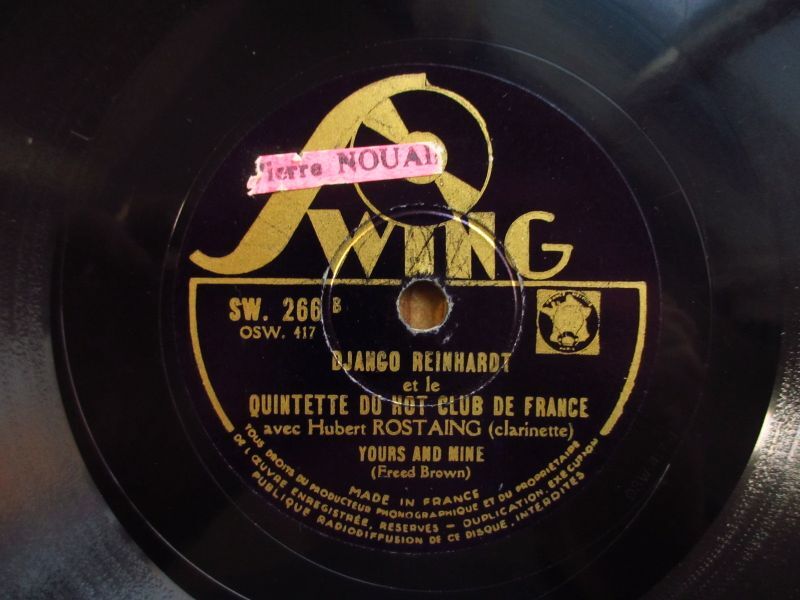 Pierre NOUAL
SWING
SW. 266 B
OSW. 417
DJANGO REINHARDT
et le
QUINTETTE DU HOT CLUB DE FRANCE
avec Hubert ROSTAING (clarinette)
YOURS AND MINE
(Freed Brown)
MADE IN FRANCE
TOUS DROITS DU PRODUCTEUR PHONOGRAPHIQUE ET DU PROPRIÉTAIRE
DE L'ŒUVRE ENREGISTRÉE, RESERVÉS - DUPLICATION, EXECUTION
PUBLIQUE RADIODIFFUSION DE CE DISQUE, INTERDITES